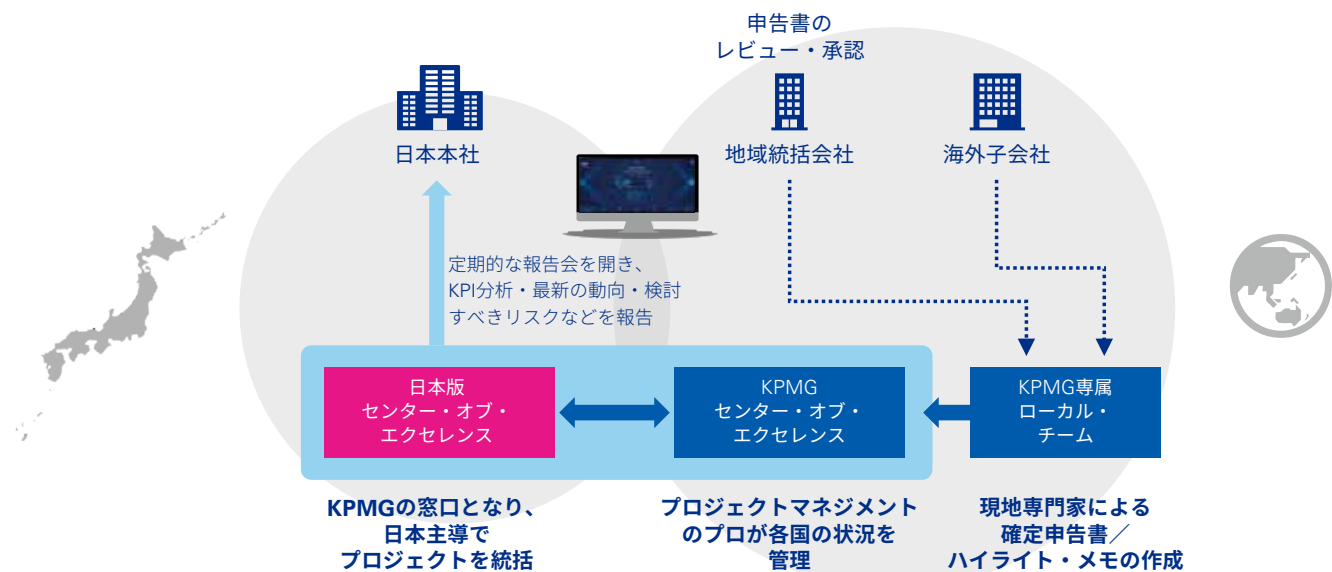 申告書の
レビュー・承認
日本本社
地域統括会社
海外子会社
定期的な報告会を開き、
KPI分析・最新の動向・検討
すべきリスクなどを報告
日本版
センター・オブ・
エクセレンス
KPMG
センター・オブ・
エクセレンス
KPMG専属
ローカル・
チーム
KPMGの窓口となり、
日本主導で
プロジェクトを統括
プロジェクトマネジメント
のプロが各国の状況を
管理
現地専門家による
確定申告書／
ハイライト・メモの作成